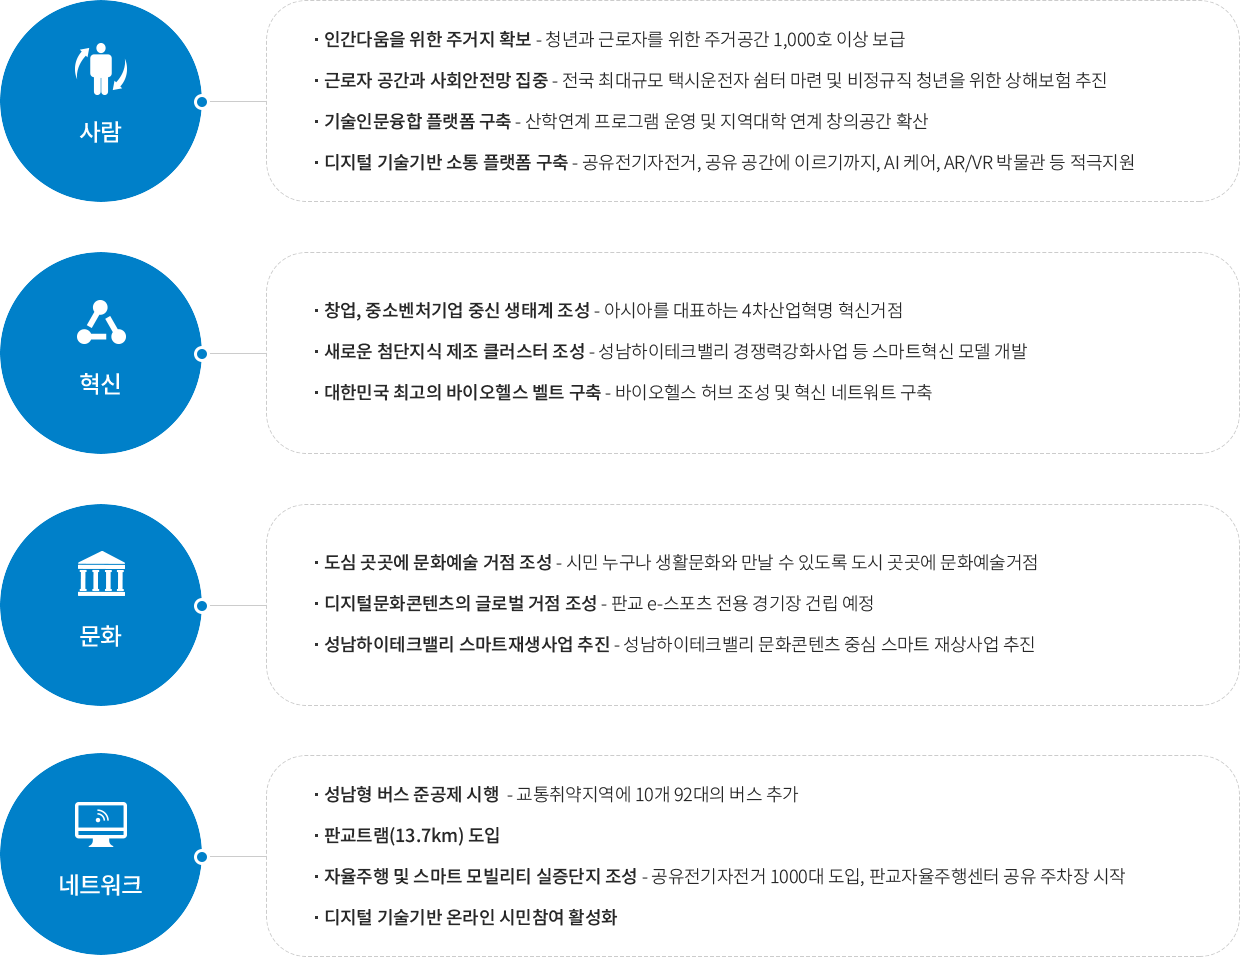 사람
· 인간다움을 위한 주거지 확보 - 청년과 근로자를 위한 주거공간 1,000호 이상 보급
· 근로자 공간과 사회안전망 집중 - 전국 최대규모 택시운전자 쉼터 마련 및 비정규직 청년을 위한 상해보험 추진
· 기술인문융합 플랫폼 구축 - 산학연계 프로그램 운영 및 지역대학 연계 창의공간 확산
· 디지털 기술기반 소통 플랫폼 구축 - 공유전기자전거, 공유 공간에 이르기까지, AI 케어, AR/VR 박물관 등 적극지원
혁신
· 창업, 중소벤처기업 중신 생태계 조성 - 아시아를 대표하는 4차산업혁명 혁신거점
· 새로운 첨단지식 제조 클러스터 조성 - 성남하이테크밸리 경쟁력강화사업 등 스마트혁신 모델 개발
· 대한민국 최고의 바이오헬스 벨트 구축 - 바이오헬스 허브 조성 및 혁신 네트워트 구축
문화
· 도심 곳곳에 문화예술 거점 조성 - 시민 누구나 생활문화와 만날 수 있도록 도시 곳곳에 문화예술거점
· 디지털문화콘텐츠의 글로벌 거점 조성 - 판교 e-스포츠 전용 경기장 건립 예정
· 성남하이테크밸리 스마트재생사업 추진 - 성남하이테크밸리 문화콘텐츠 중심 스마트 재상사업 추진
네트워크
· 성남형 버스 준공제 시행 - 교통취약지역에 10개 92대의 버스 추가
· 판교트램(13.7km) 도입
· 자율주행 및 스마트 모빌리티 실증단지 조성 - 공유전기자전거 1000대 도입, 판교자율주행센터 공유 주차장 시작
· 디지털 기술기반 온라인 시민참여 활성화